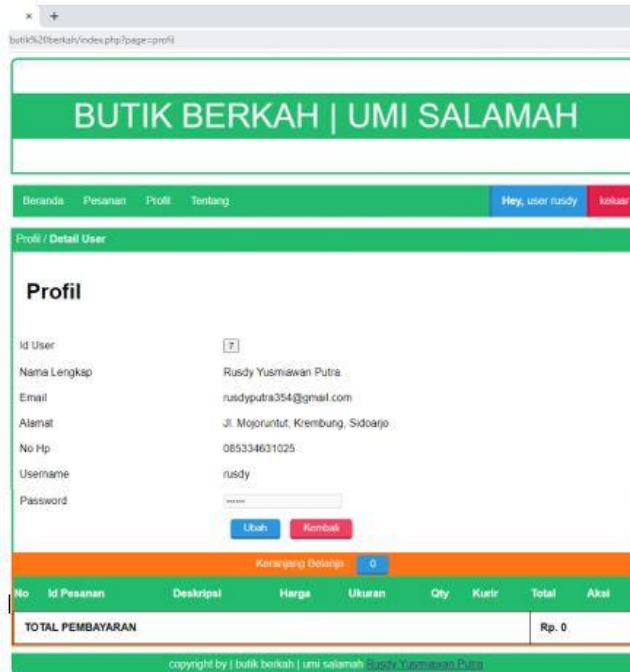 butik%20berkah/index.php?page=profil
BUTIK BERKAH | UMI SALAMAH
Beranda Pesanan Profil Tentang Hey, user rusdy keluar
Profil / Detail User
Profil
Id User 7
Nama Lengkap Rusdy Yusmiawan Putra
Email rusdyputra354@gmail.com
Alamat Jl. Mojoruntut, Krembung, Sidoarjo
No Hp 085334631025
Username rusdy
Password ······
Ubah Kembali
Keranjang Belanja 0
No Id Pesanan Deskripsi Harga Ukuran Qty Kurir Total Aksi
TOTAL PEMBAYARAN Rp. 0
copyright by | butik berkah | umi salamah Rusdy Yusmiawan Putra